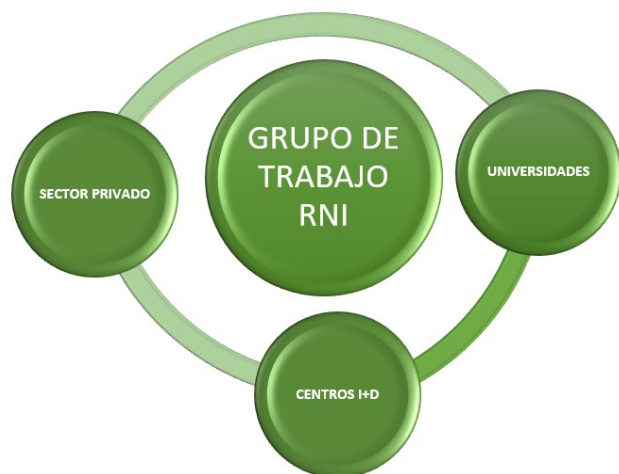 GRUPO DE
TRABAJO
RNI
SECTOR PRIVADO
UNIVERSIDADES
CENTROS I+D